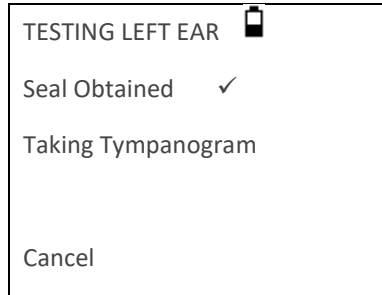 TESTING LEFT EAR
Seal Obtained ✓
Taking Tympanogram
Cancel